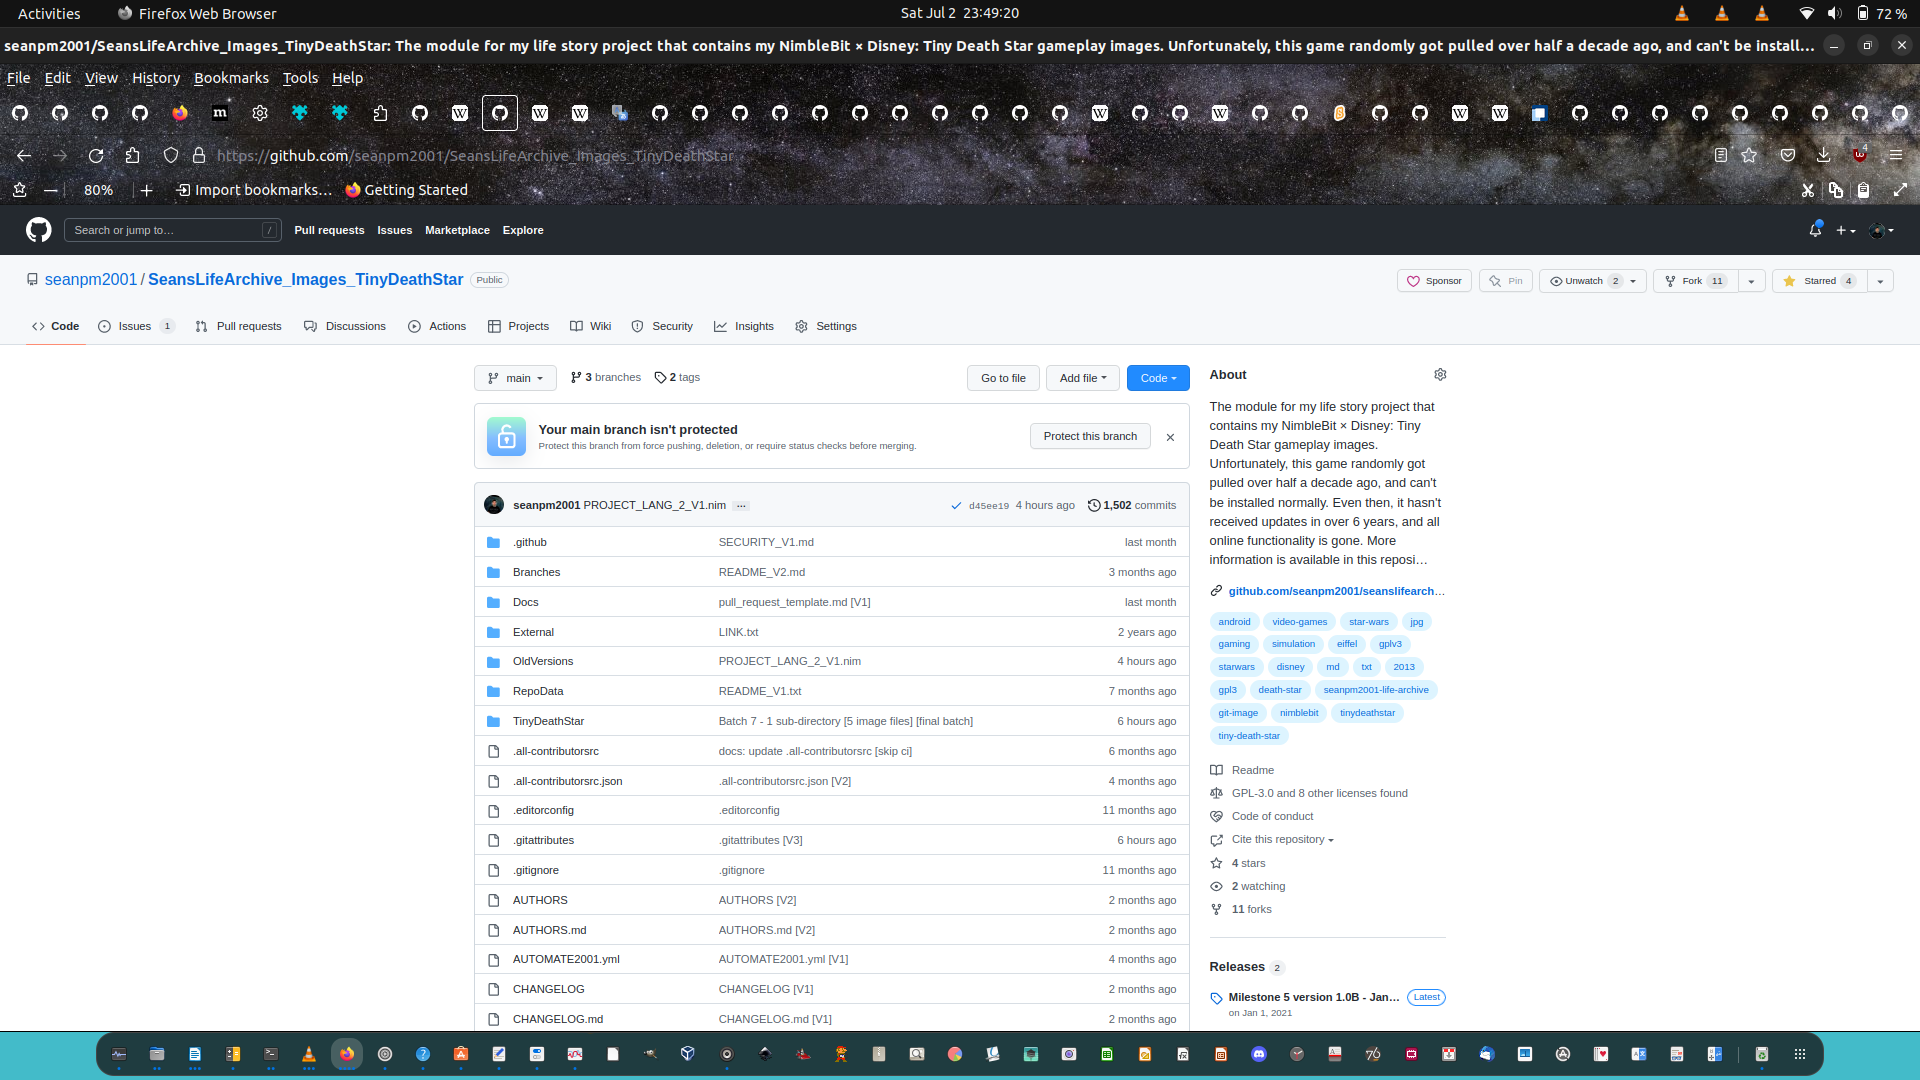 Activities
Firefox Web Browser
Sat Jul 2 23:49:20
72 %
seanpm2001/SeansLifeArchive_Images_TinyDeathStar: The module for my life story project that contains my NimbleBit × Disney: Tiny Death Star gameplay images. Unfortunately, this game randomly got pulled over half a decade ago, and can't be install…
File Edit View History Bookmarks Tools Help
https://github.com/seanpm2001/SeansLifeArchive_Images_TinyDeathStar
4
80%
Import bookmarks…
Getting Started
Search or jump to…
/
Pull requests Issues Marketplace Explore
seanpm2001 / SeansLifeArchive_Images_TinyDeathStar Public
Sponsor
Pin
Unwatch 2
Fork 11
Starred 4
Code
Issues 1
Pull requests
Discussions
Actions
Projects
Wiki
Security
Insights
Settings
main
3 branches
2 tags
Go to file
Add file
Code
Your main branch isn't protected
Protect this branch from force pushing, deletion, or require status checks before merging.
Protect this branch
seanpm2001 PROJECT_LANG_2_V1.nim … d45ee19 4 hours ago 1,502 commits
.github SECURITY_V1.md last month
Branches README_V2.md 3 months ago
Docs pull_request_template.md [V1] last month
External LINK.txt 2 years ago
OldVersions PROJECT_LANG_2_V1.nim 4 hours ago
RepoData README_V1.txt 7 months ago
TinyDeathStar Batch 7 - 1 sub-directory [5 image files] [final batch] 6 hours ago
.all-contributorsrc docs: update .all-contributorsrc [skip ci] 6 months ago
.all-contributorsrc.json .all-contributorsrc.json [V2] 4 months ago
.editorconfig .editorconfig 11 months ago
.gitattributes .gitattributes [V3] 6 hours ago
.gitignore .gitignore 11 months ago
AUTHORS AUTHORS [V2] 2 months ago
AUTHORS.md AUTHORS.md [V2] 2 months ago
AUTOMATE2001.yml AUTOMATE2001.yml [V1] 4 months ago
CHANGELOG CHANGELOG [V1] 2 months ago
CHANGELOG.md CHANGELOG.md [V1] 2 months ago
About
The module for my life story project that
contains my NimbleBit × Disney: Tiny
Death Star gameplay images.
Unfortunately, this game randomly got
pulled over half a decade ago, and can't
be installed normally. Even then, it hasn't
received updates in over 6 years, and all
online functionality is gone. More
information is available in this reposi…
github.com/seanpm2001/seanslifearch…
android video-games star-wars jpg
gaming simulation eiffel gplv3
starwars disney md txt 2013
gpl3 death-star seanpm2001-life-archive
git-image nimblebit tinydeathstar
tiny-death-star
Readme
GPL-3.0 and 8 other licenses found
Code of conduct
Cite this repository
4 stars
2 watching
11 forks
Releases 2
Milestone 5 version 1.0B - Jan… Latest
on Jan 1, 2021